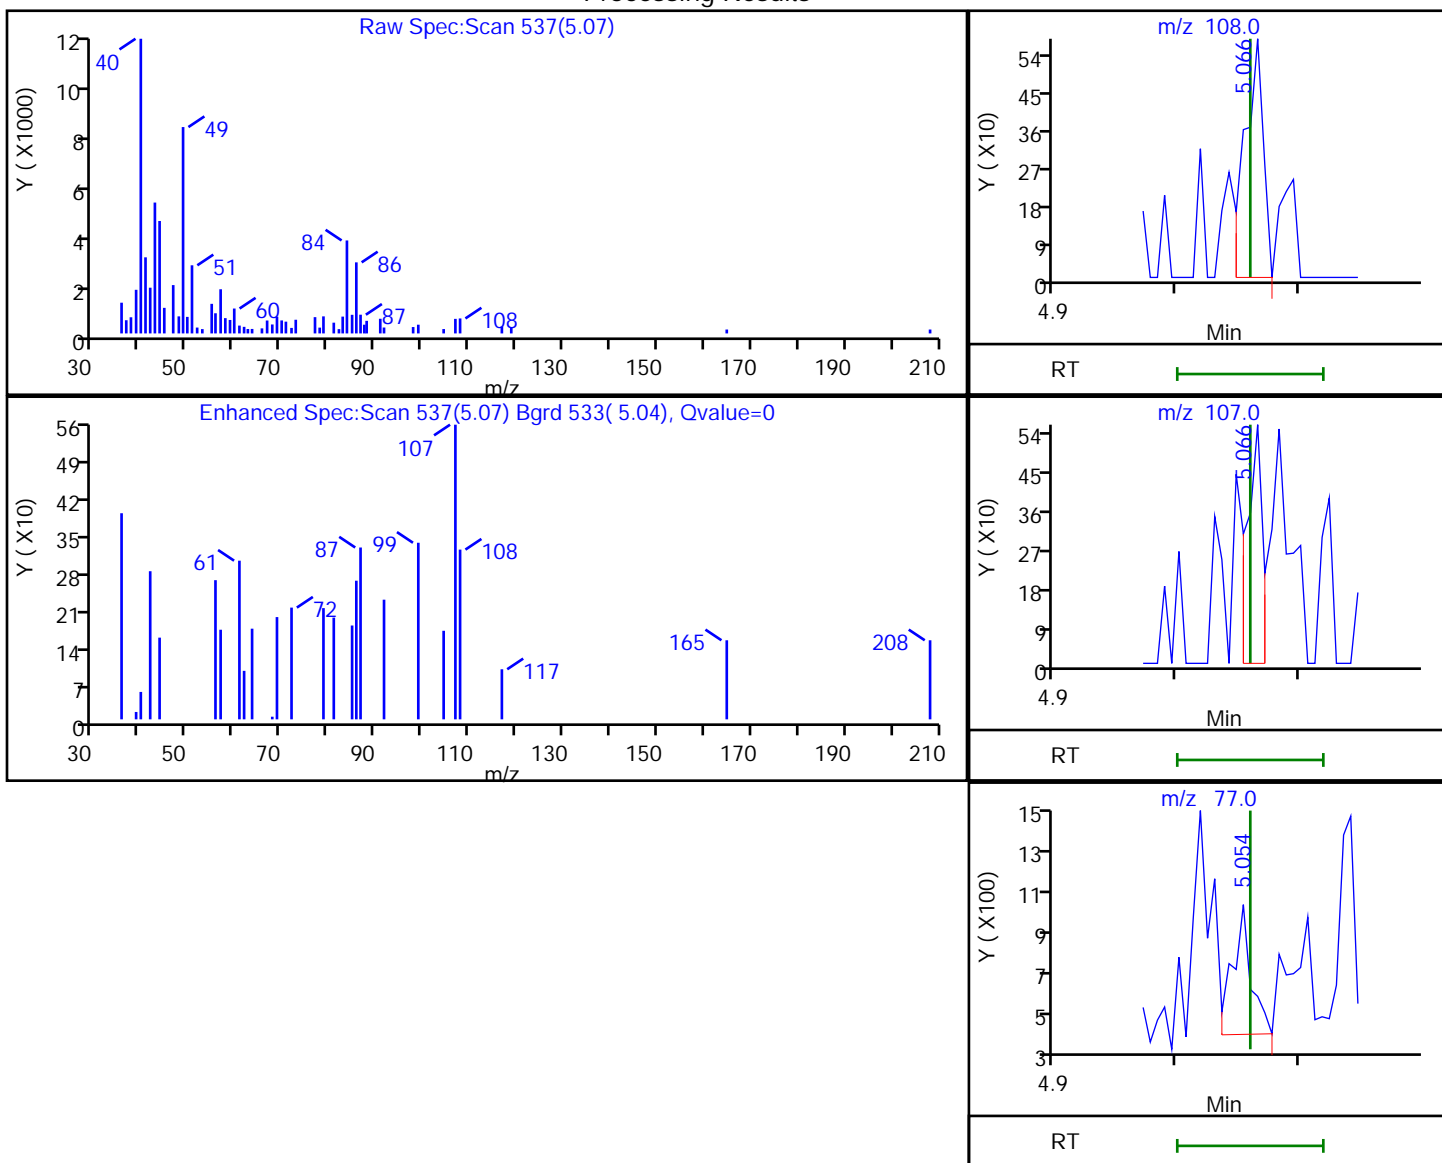 Processing Results
Raw Spec:Scan 537(5.07)
Y ( X1000)
12
10
8
6
4
2
0
40
49
51
60
84
86
87
108
30 50 70 90 110 130 150 170 190 210
m/z
m/z 108.0
Y ( X10)
54
45
36
27
18
9
0
5.066
4.9
Min
RT
Enhanced Spec:Scan 537(5.07) Bgrd 533( 5.04), Qvalue=0
Y ( X10)
56
49
42
35
28
21
14
7
0
107
61
87
99
108
72
117
165
208
30 50 70 90 110 130 150 170 190 210
m/z
m/z 107.0
Y ( X10)
54
45
36
27
18
9
0
5.066
4.9
Min
RT
m/z 77.0
Y ( X100)
15
13
11
9
7
5
3
5.054
4.9
Min
RT